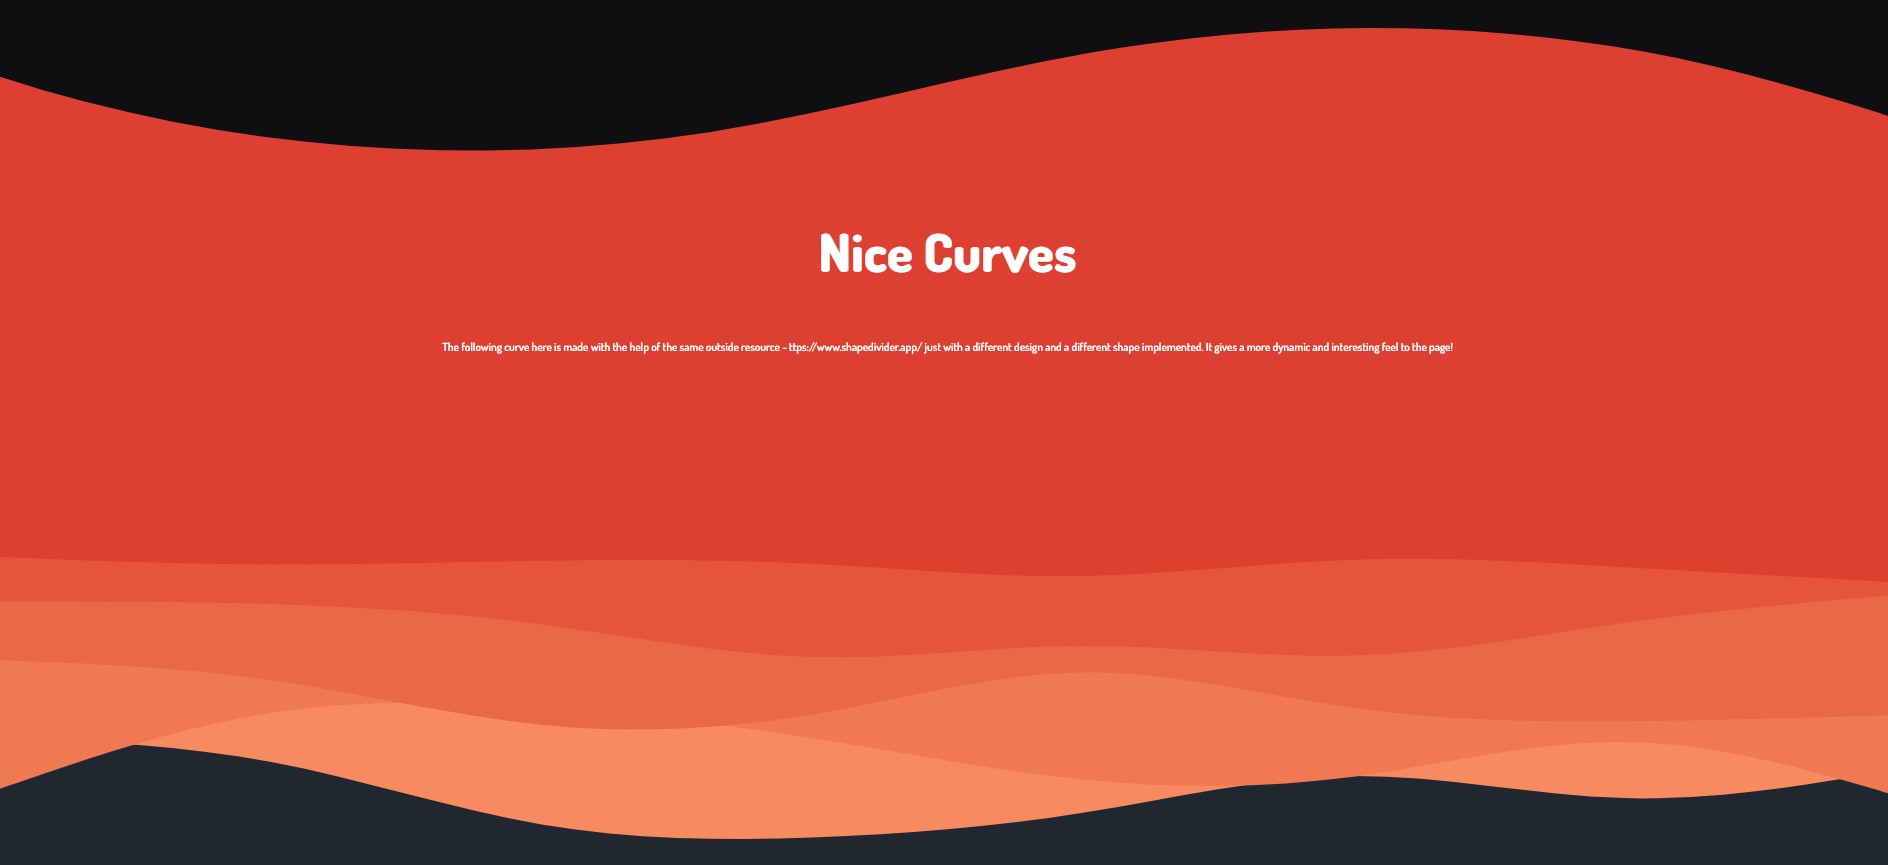 Nice Curves
The following curve here is made with the help of the same outside resource - ttps://www.shapedivider.app/ just with a different design and a different shape implemented. It gives a more dynamic and interesting feel to the page!